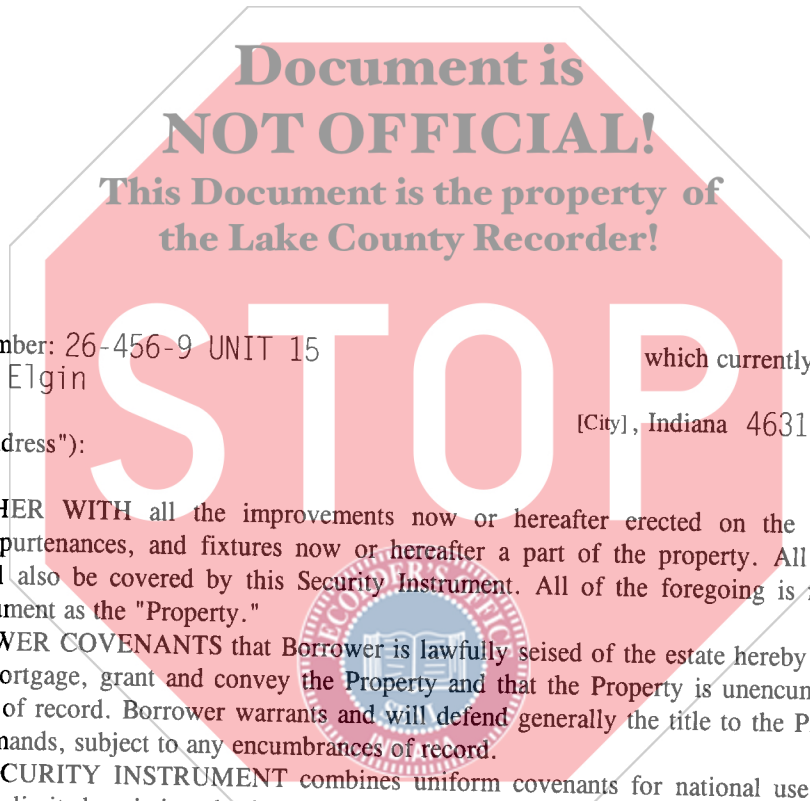 Document is
NOT OFFICIAL!
This Document is the property of
the Lake County Recorder!
STOP
mber: 26-456-9 UNIT 15 which currently
Elgin
[City], Indiana 4631
dress"):
HER WITH all the improvements now or hereafter erected on the
purtenances, and fixtures now or hereafter a part of the property. All
l also be covered by this Security Instrument. All of the foregoing is
ument as the "Property."
WER COVENANTS that Borrower is lawfully seised of the estate hereby
ortgage, grant and convey the Property and that the Property is unencum
of record. Borrower warrants and will defend generally the title to the P
mands, subject to any encumbrances of record.
CURITY INSTRUMENT combines uniform covenants for national use
RECORDER'S OFFIC
SEAL
INDIANA